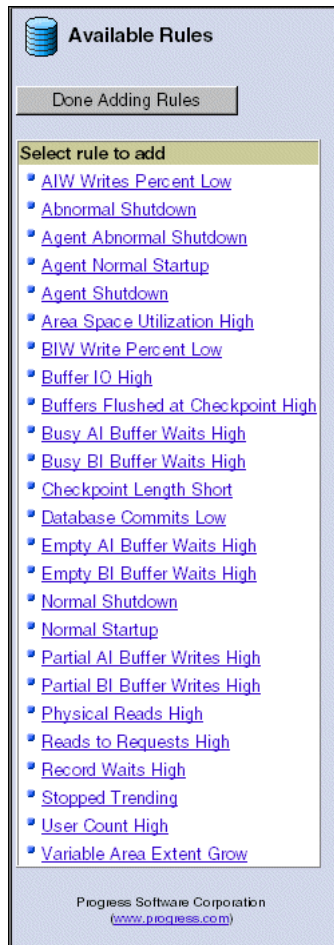 Available Rules
Done Adding Rules
Select rule to add
AIW Writes Percent Low
Abnormal Shutdown
Agent Abnormal Shutdown
Agent Normal Startup
Agent Shutdown
Area Space Utilization High
BIW Write Percent Low
Buffer IO High
Buffers Flushed at Checkpoint High
Busy AI Buffer Waits High
Busy BI Buffer Waits High
Checkpoint Length Short
Database Commits Low
Empty AI Buffer Waits High
Empty BI Buffer Waits High
Normal Shutdown
Normal Startup
Partial AI Buffer Writes High
Partial BI Buffer Writes High
Physical Reads High
Reads to Requests High
Record Waits High
Stopped Trending
User Count High
Variable Area Extent Grow
Progress Software Corporation
(www.progress.com)